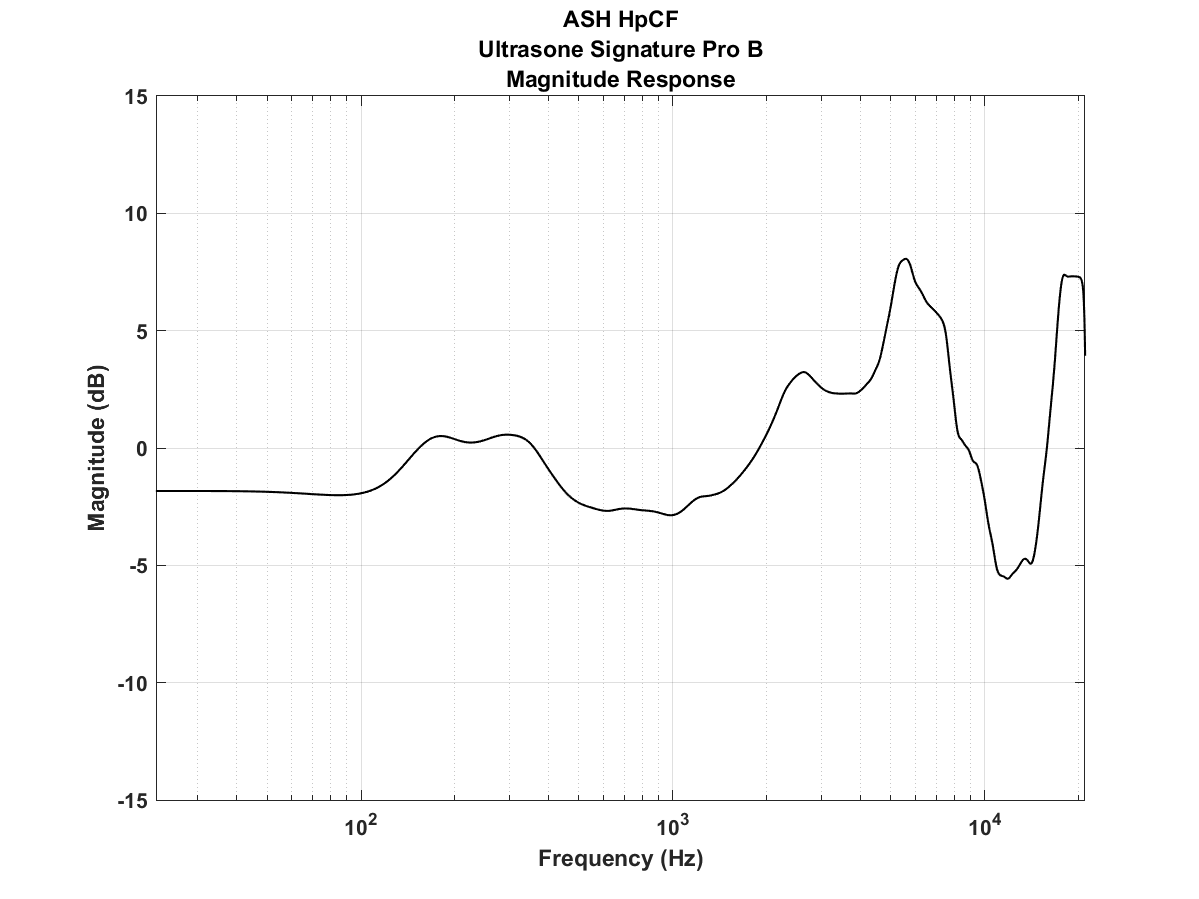 ASH HpCF
Ultrasone Signature Pro B
Magnitude Response
15
10
5
0
-5
-10
-15
Magnitude (dB)
10²
10³
10⁴
Frequency (Hz)